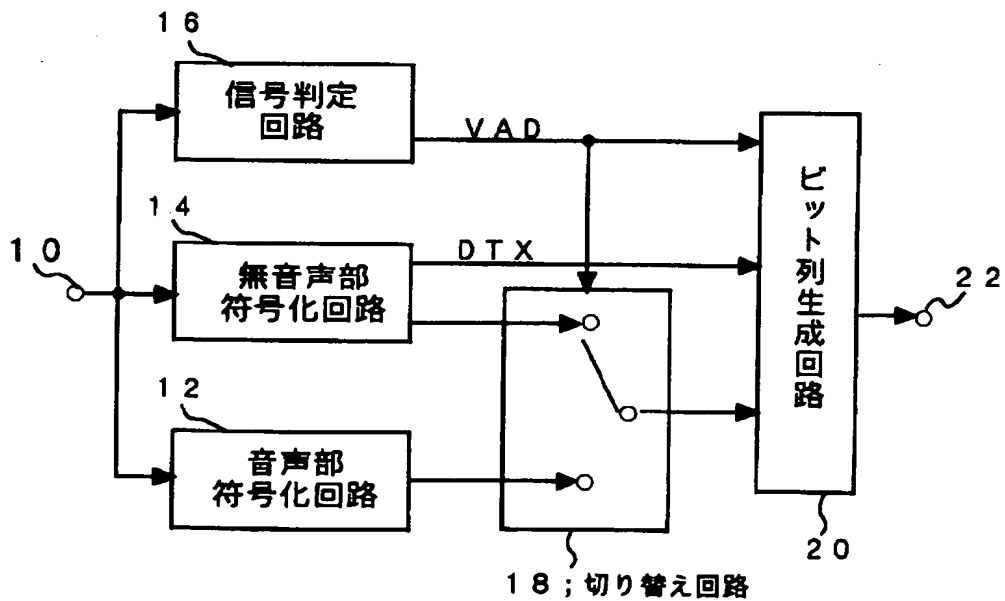 16
信号判定
回路
VAD
14
10
無音声部
符号化回路
DTX
12
音声部
符号化回路
18;切り替え回路
ビット列生成回路
20
22